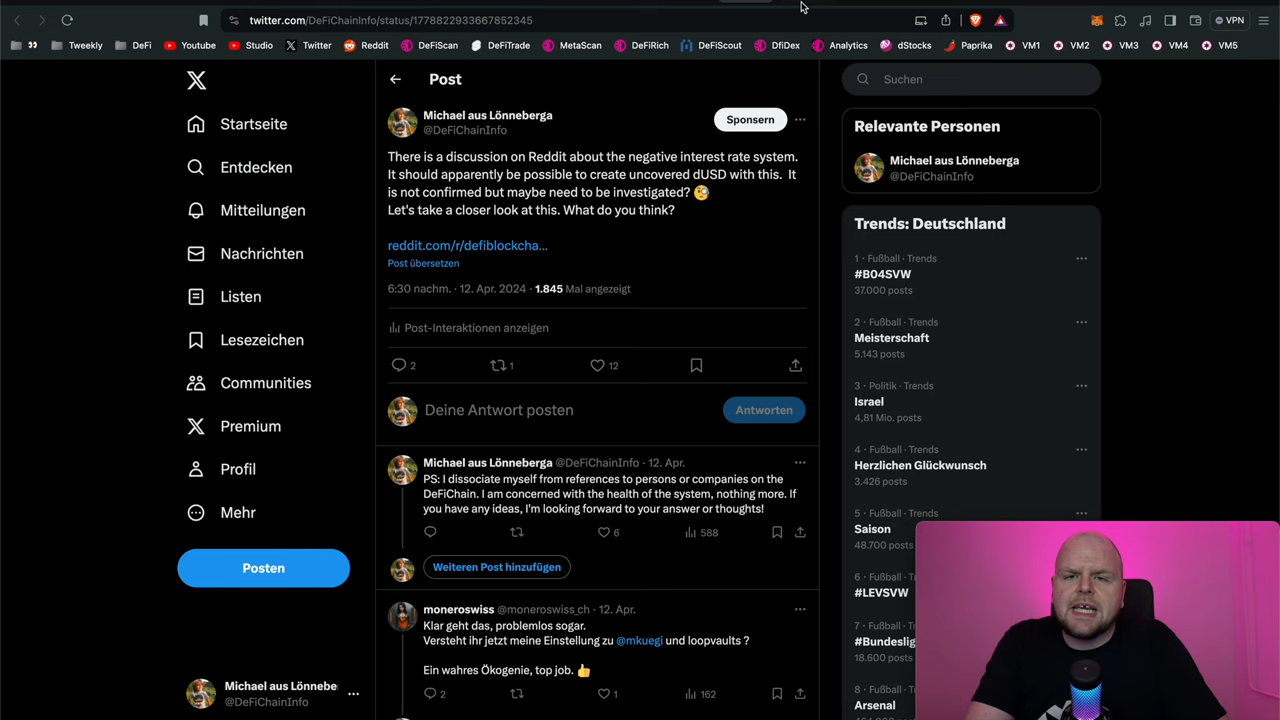 twitter.com/DeFiChainInfo/status/1778822933667852345
VPN
Tweekly
DeFi
Youtube
Studio
Twitter
Reddit
DeFiScan
DeFiTrade
MetaScan
DeFiRich
DeFiScout
DfiDex
Analytics
dStocks
Paprika
VM1
VM2
VM3
VM4
VM5
Startseite
Entdecken
Mitteilungen
Nachrichten
Listen
Lesezeichen
Communities
Premium
Profil
Mehr
Posten
Michael aus Lönnebe
@DeFiChainInfo
Post
Michael aus Lönneberga
@DeFiChainInfo
Sponsern
There is a discussion on Reddit about the negative interest rate system.
It should apparently be possible to create uncovered dUSD with this. It
is not confirmed but maybe need to be investigated? 🧐
Let's take a closer look at this. What do you think?
reddit.com/r/defiblockcha...
Post übersetzen
6:30 nachm. · 12. Apr. 2024 · 1.845 Mal angezeigt
Post-Interaktionen anzeigen
2
1
12
Deine Antwort posten
Antworten
Michael aus Lönneberga @DeFiChainInfo · 12. Apr.
PS: I dissociate myself from references to persons or companies on the
DeFiChain. I am concerned with the health of the system, nothing more. If
you have any ideas, I'm looking forward to your answer or thoughts!
6
588
Weiteren Post hinzufügen
moneroswiss @moneroswiss_ch · 12. Apr.
Klar geht das, problemlos sogar.
Versteht ihr jetzt meine Einstellung zu @mkuegi und loopvaults ?
Ein wahres Ökogenie, top job. 👍
2
1
162
Suchen
Relevante Personen
Michael aus Lönneberga
@DeFiChainInfo
Trends: Deutschland
1 · Fußball · Trends
#B04SVW
37.000 posts
2 · Fußball · Trends
Meisterschaft
5.143 posts
3 · Politik · Trends
Israel
4,81 Mio. posts
4 · Fußball · Trends
Herzlichen Glückwunsch
3.426 posts
5 · Fußball · Trends
Saison
48.700 posts
6 · Fußball
#LEVSVW
7 · Fußball · Tr
#Bundeslig
18.600 post
8 · Fußball · Tr
Arsenal